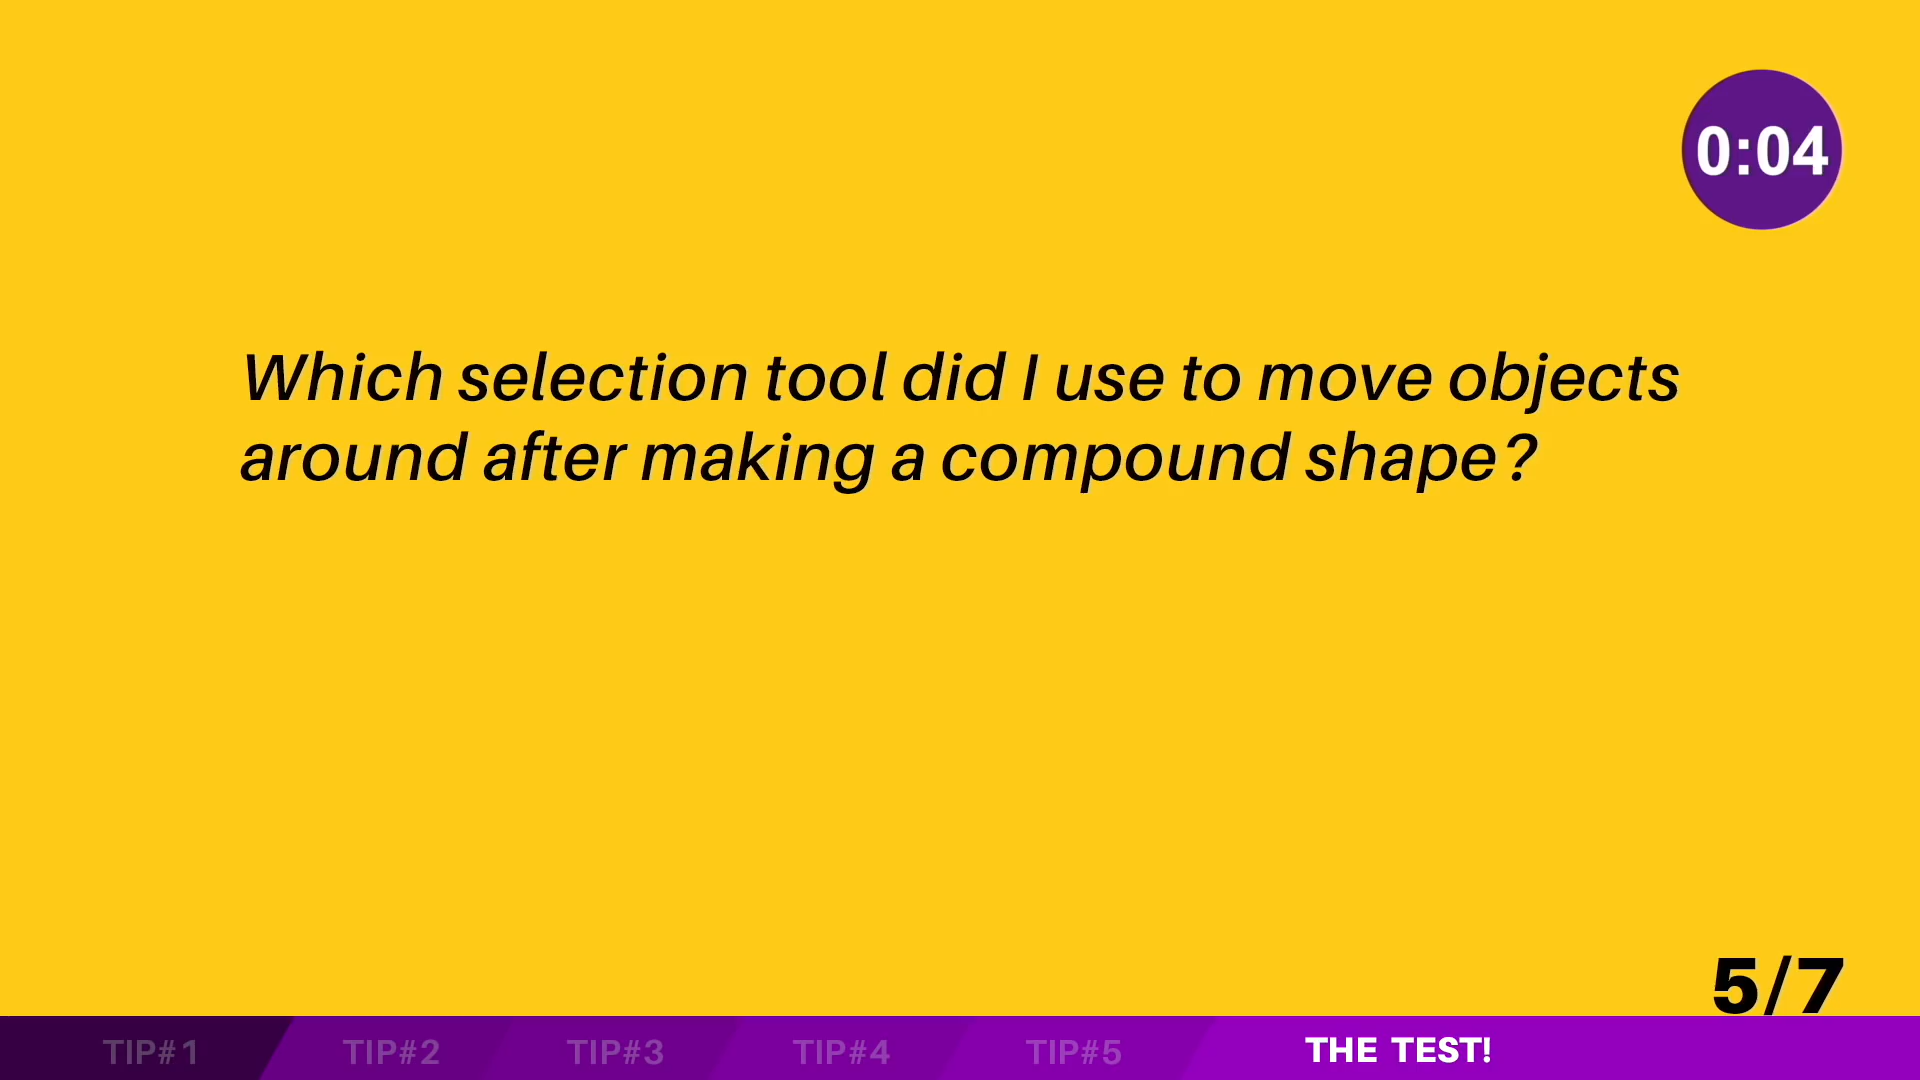 0:04
Which selection tool did I use to move objects
around after making a compound shape?
5/7
TIP#1 TIP#2 TIP#3 TIP#4 TIP#5 THE TEST!